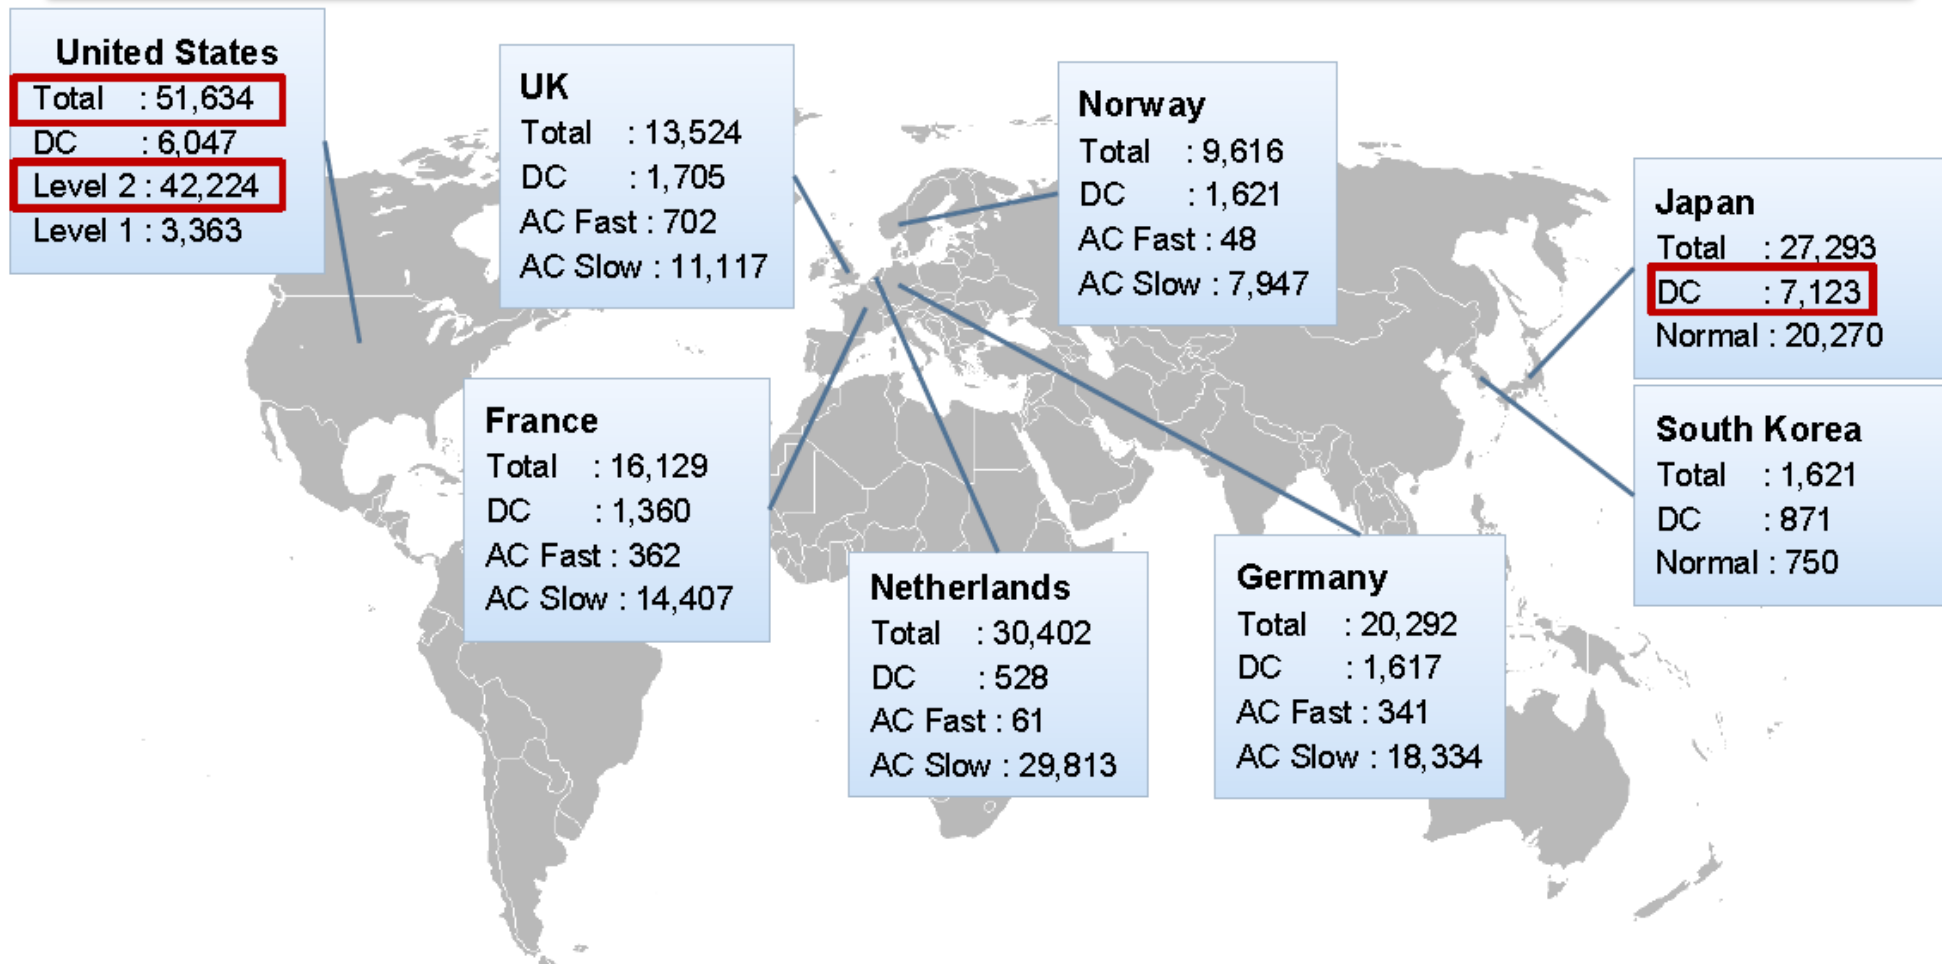 United States
Total : 51,634
DC : 6,047
Level 2 : 42,224
Level 1 : 3,363
UK
Total : 13,524
DC : 1,705
AC Fast : 702
AC Slow : 11,117
Norway
Total : 9,616
DC : 1,621
AC Fast : 48
AC Slow : 7,947
Japan
Total : 27,293
DC : 7,123
Normal : 20,270
France
Total : 16,129
DC : 1,360
AC Fast : 362
AC Slow : 14,407
Netherlands
Total : 30,402
DC : 528
AC Fast : 61
AC Slow : 29,813
Germany
Total : 20,292
DC : 1,617
AC Fast : 341
AC Slow : 18,334
South Korea
Total : 1,621
DC : 871
Normal : 750